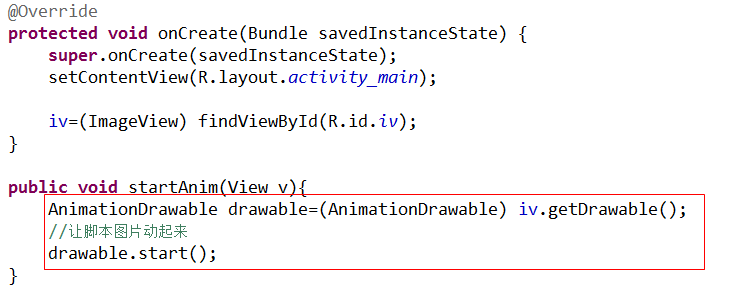 @Override
protected void onCreate(Bundle savedInstanceState) {
super.onCreate(savedInstanceState);
setContentView(R.layout.activity_main);
iv=(ImageView) findViewById(R.id.iv);
}
public void startAnim(View v){
AnimationDrawable drawable=(AnimationDrawable) iv.getDrawable();
//让脚本图片动起来
drawable.start();
}